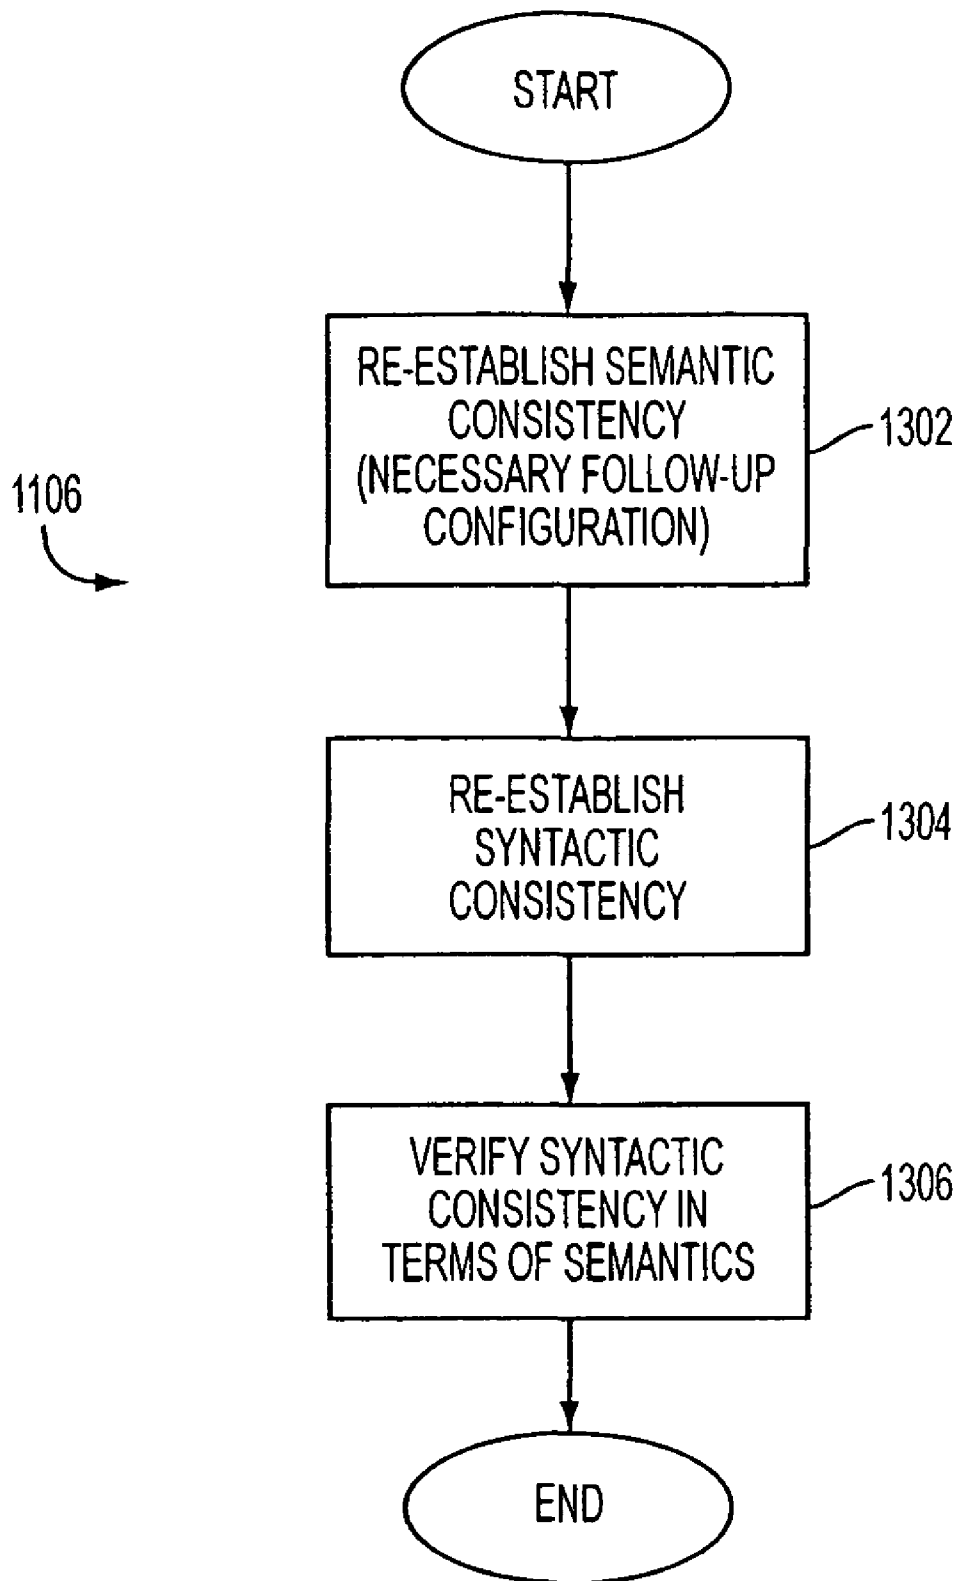 START
RE-ESTABLISH SEMANTIC
CONSISTENCY
(NECESSARY FOLLOW-UP
CONFIGURATION)
1302
1106
RE-ESTABLISH
SYNTACTIC
CONSISTENCY
1304
VERIFY SYNTACTIC
CONSISTENCY IN
TERMS OF SEMANTICS
1306
END